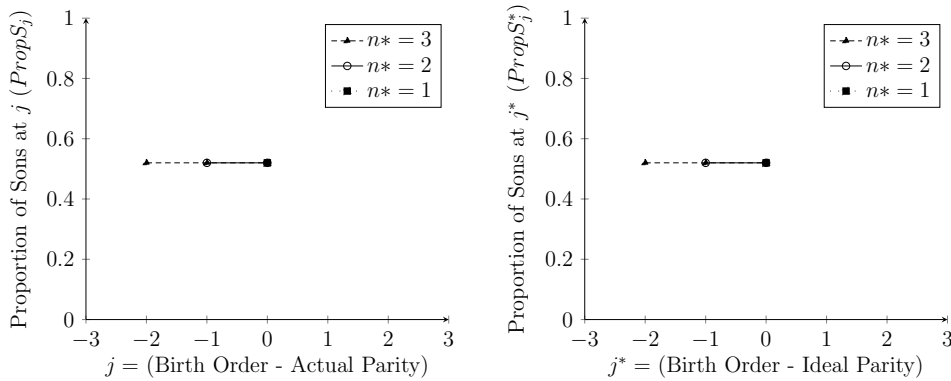 Proportion of Sons at j (PropS_j)
1
0.8
0.6
0.4
0.2
0
−3 −2 −1 0 1 2 3
j = (Birth Order - Actual Parity)
n∗ = 3
n∗ = 2
n∗ = 1
Proportion of Sons at j* (PropS*_j)
1
0.8
0.6
0.4
0.2
0
−3 −2 −1 0 1 2 3
j* = (Birth Order - Ideal Parity)
n∗ = 3
n∗ = 2
n∗ = 1